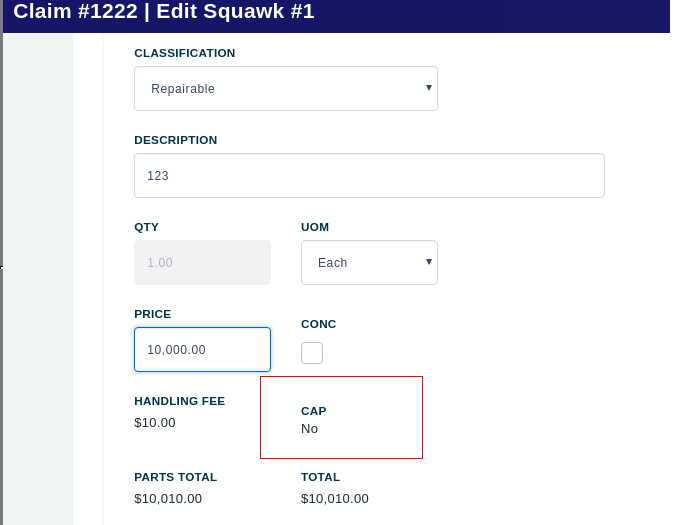 Claim #1222 | Edit Squawk #1
CLASSIFICATION
Repairable
DESCRIPTION
123
QTY UOM
1.00 Each
PRICE CONC
10,000.00
HANDLING FEE CAP
$10.00 No
PARTS TOTAL TOTAL
$10,010.00 $10,010.00